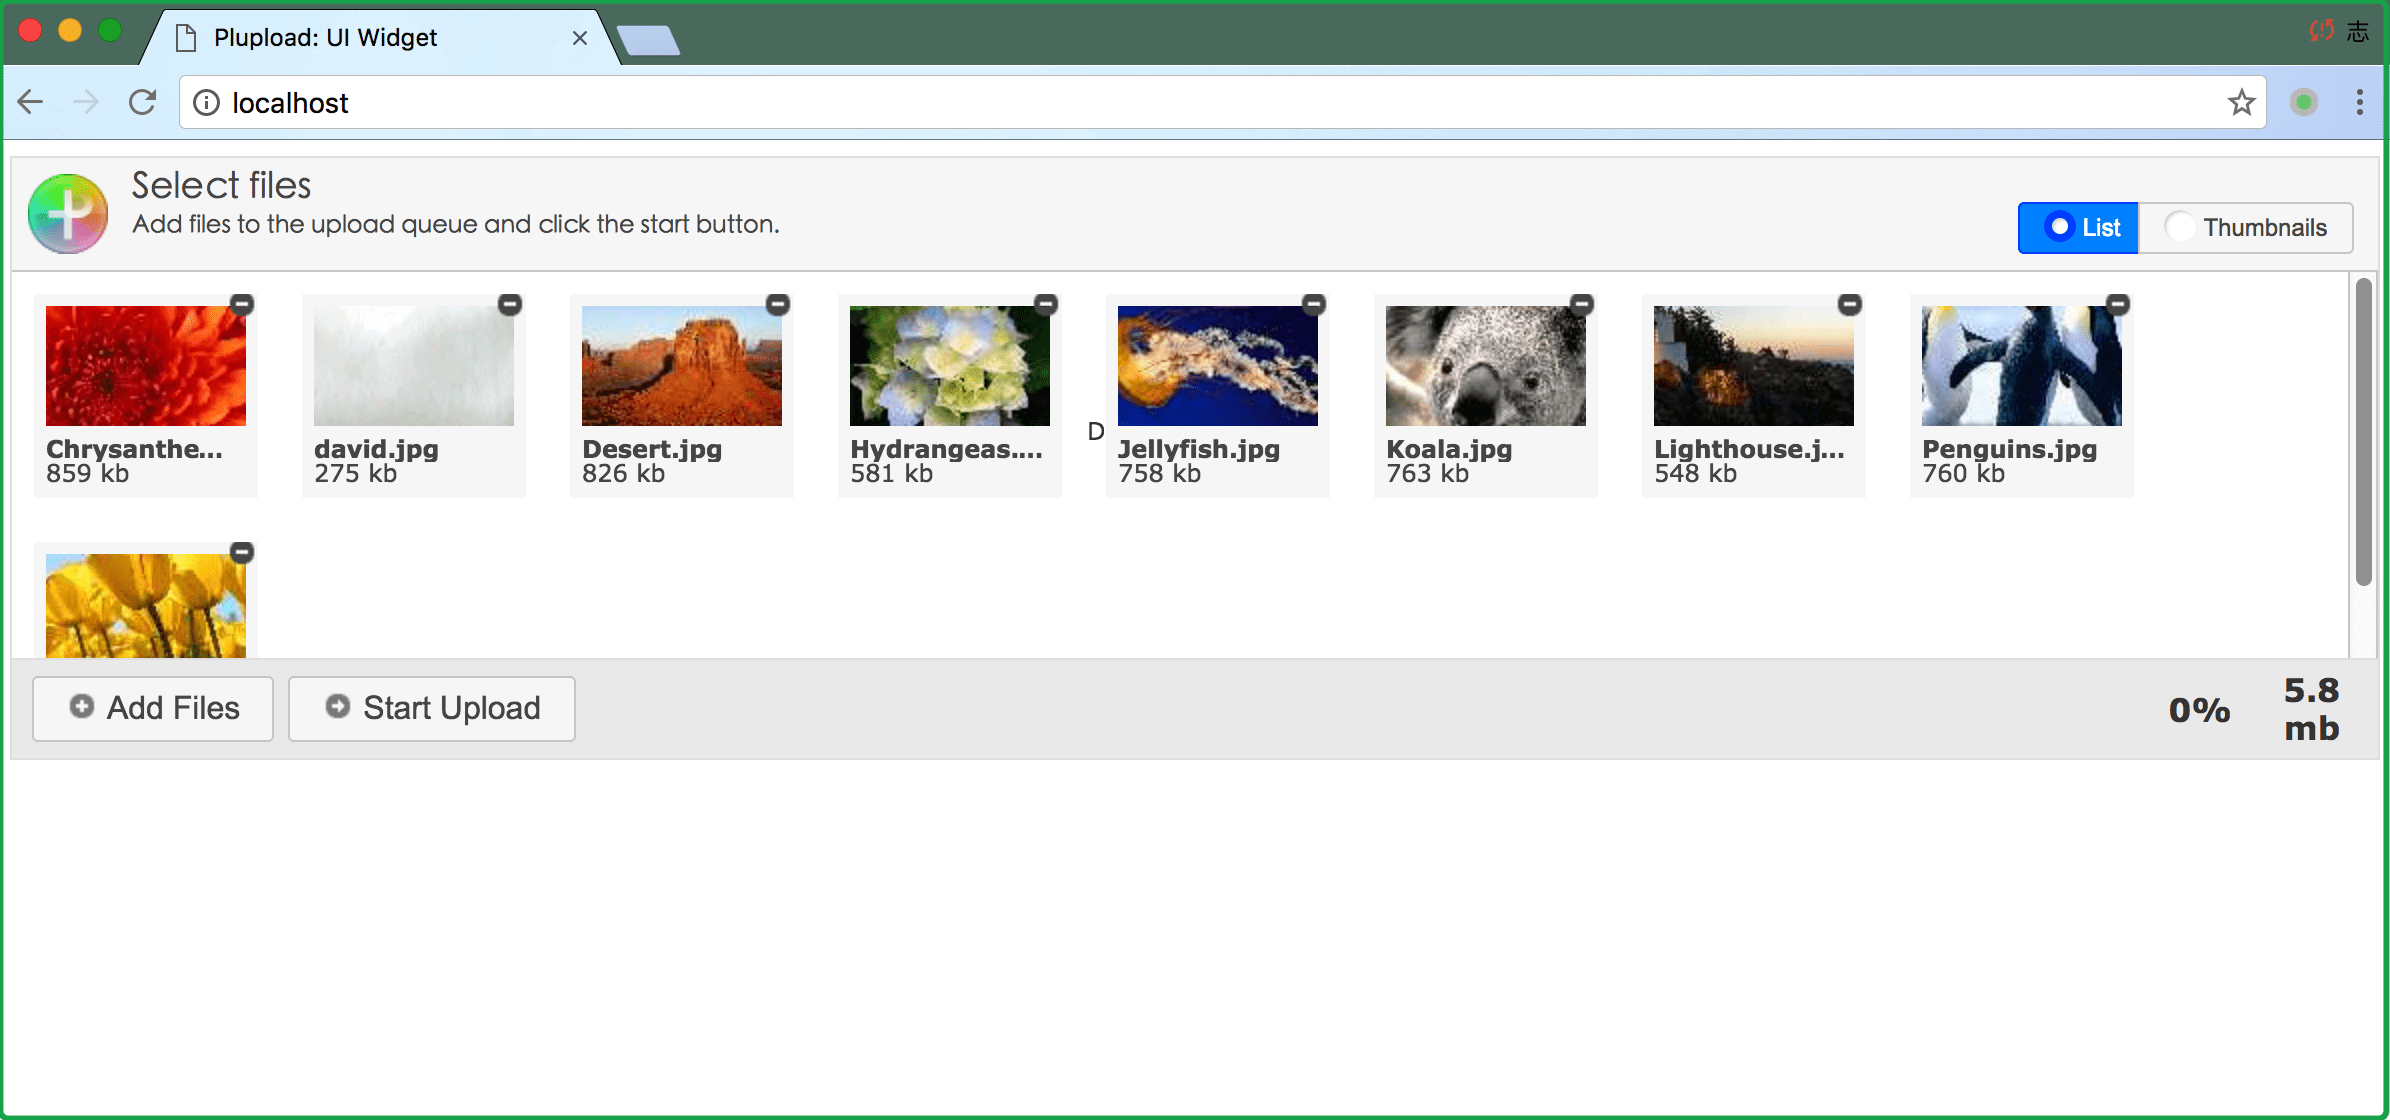 Plupload: UI Widget
志
localhost
Select files
Add files to the upload queue and click the start button.
List
Thumbnails
Chrysanthe...
859 kb
david.jpg
275 kb
Desert.jpg
826 kb
Hydrangeas....
581 kb
D
Jellyfish.jpg
758 kb
Koala.jpg
763 kb
Lighthouse.j...
548 kb
Penguins.jpg
760 kb
Add Files
Start Upload
0%
5.8
mb